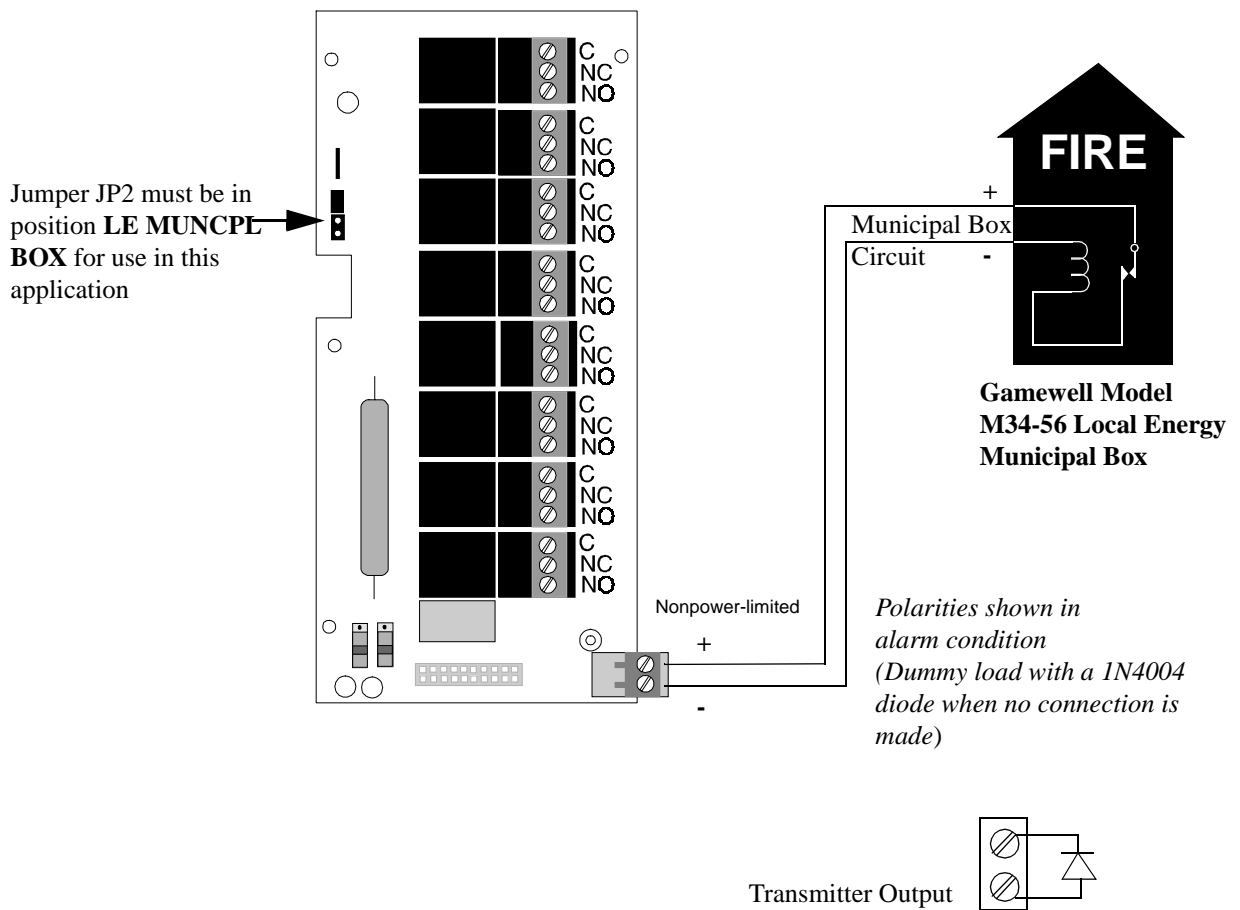 C
NC
NO
C
NC
NO
C
NC
NO
C
NC
NO
C
NC
NO
C
NC
NO
C
NC
NO
C
NC
NO
Jumper JP2 must be in
position LE MUNCPL
BOX for use in this
application
FIRE
+
Municipal Box
Circuit -
Gamewell Model
M34-56 Local Energy
Municipal Box
Nonpower-limited
+
-
Polarities shown in
alarm condition
(Dummy load with a 1N4004
diode when no connection is
made)
Transmitter Output